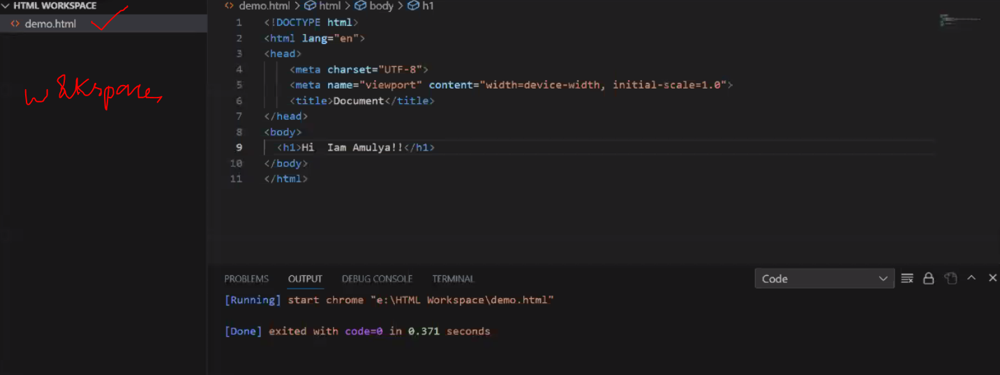 HTML WORKSPACE
demo.html
workspace
demo.html > html > body > h1
1 <!DOCTYPE html>
2 <html lang="en">
3 <head>
4 <meta charset="UTF-8">
5 <meta name="viewport" content="width=device-width, initial-scale=1.0">
6 <title>Document</title>
7 </head>
8 <body>
9 <h1>Hi  Iam Amulya!!</h1>
10 </body>
11 </html>
PROBLEMS OUTPUT DEBUG CONSOLE TERMINAL Code
[Running] start chrome "e:\HTML Workspace\demo.html"
[Done] exited with code=0 in 0.371 seconds